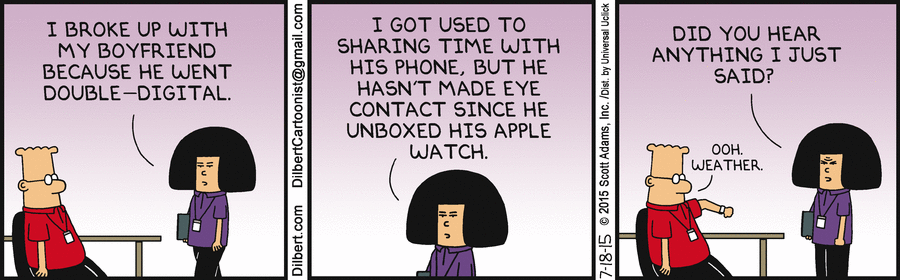 I BROKE UP WITH
MY BOYFRIEND
BECAUSE HE WENT
DOUBLE-DIGITAL.
Dilbert.com DilbertCartoonist@gmail.com
I GOT USED TO
SHARING TIME WITH
HIS PHONE, BUT HE
HASN'T MADE EYE
CONTACT SINCE HE
UNBOXED HIS APPLE
WATCH.
7-18-15 © 2015 Scott Adams, Inc. /Dist. by Universal Uclick
DID YOU HEAR
ANYTHING I JUST
SAID?
OOH.
WEATHER.